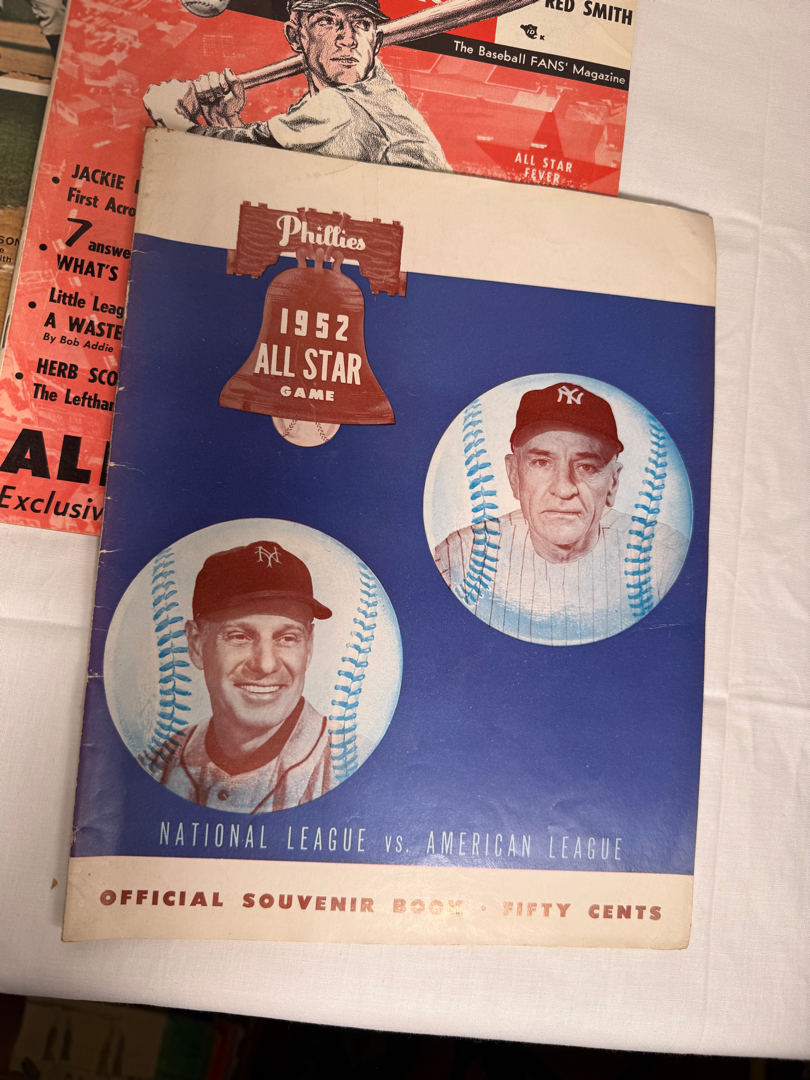 RED SMITH
The Baseball FANS' Magazine
ALL STAR
FEVER
JACKIE
First Acro
7 answe
WHAT'S
Little Leag
A WASTE
By Bob Addie
HERB SCO
The Leftha
AL
Exclusiv
Phillies
1952
ALL STAR
GAME
NY
NY
NATIONAL LEAGUE vs. AMERICAN LEAGUE
OFFICIAL SOUVENIR BOOK • FIFTY CENTS